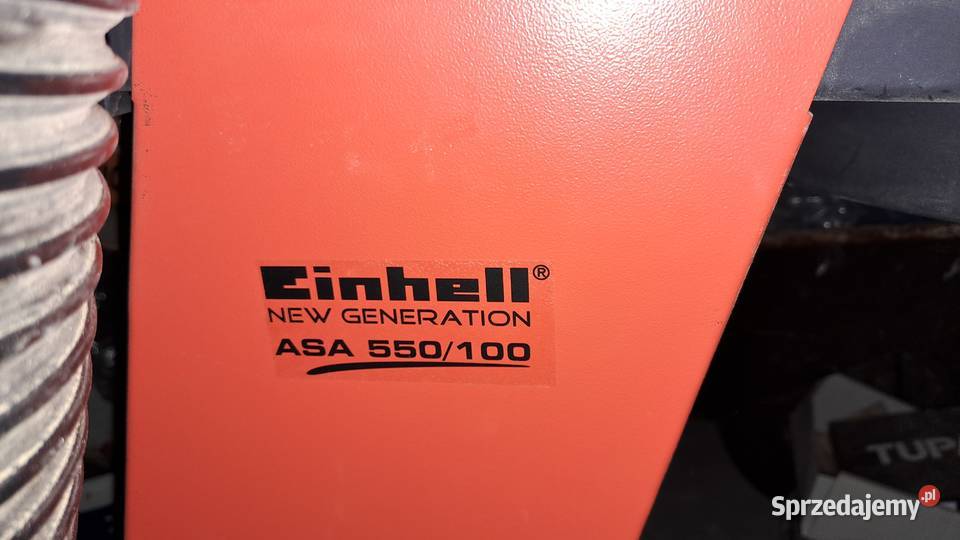 Einhell®
NEW GENERATION
ASA 550/100
Sprzedajemy.pl